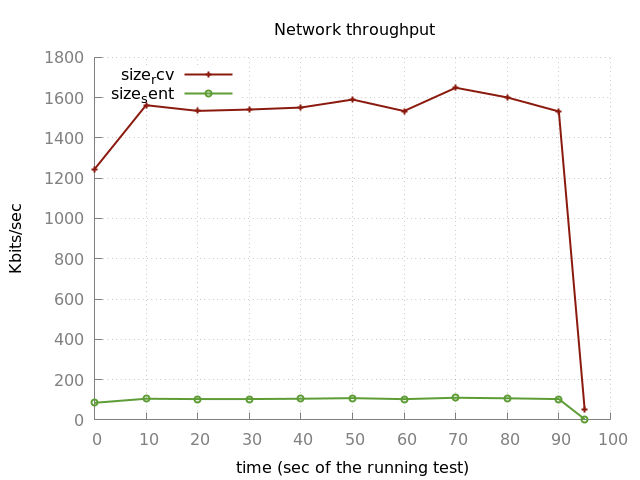 Network throughput
1800
1600
1400
1200
1000
800
600
400
200
0
size_rcv
size_sent
Kbits/sec
0 10 20 30 40 50 60 70 80 90 100
time (sec of the running test)